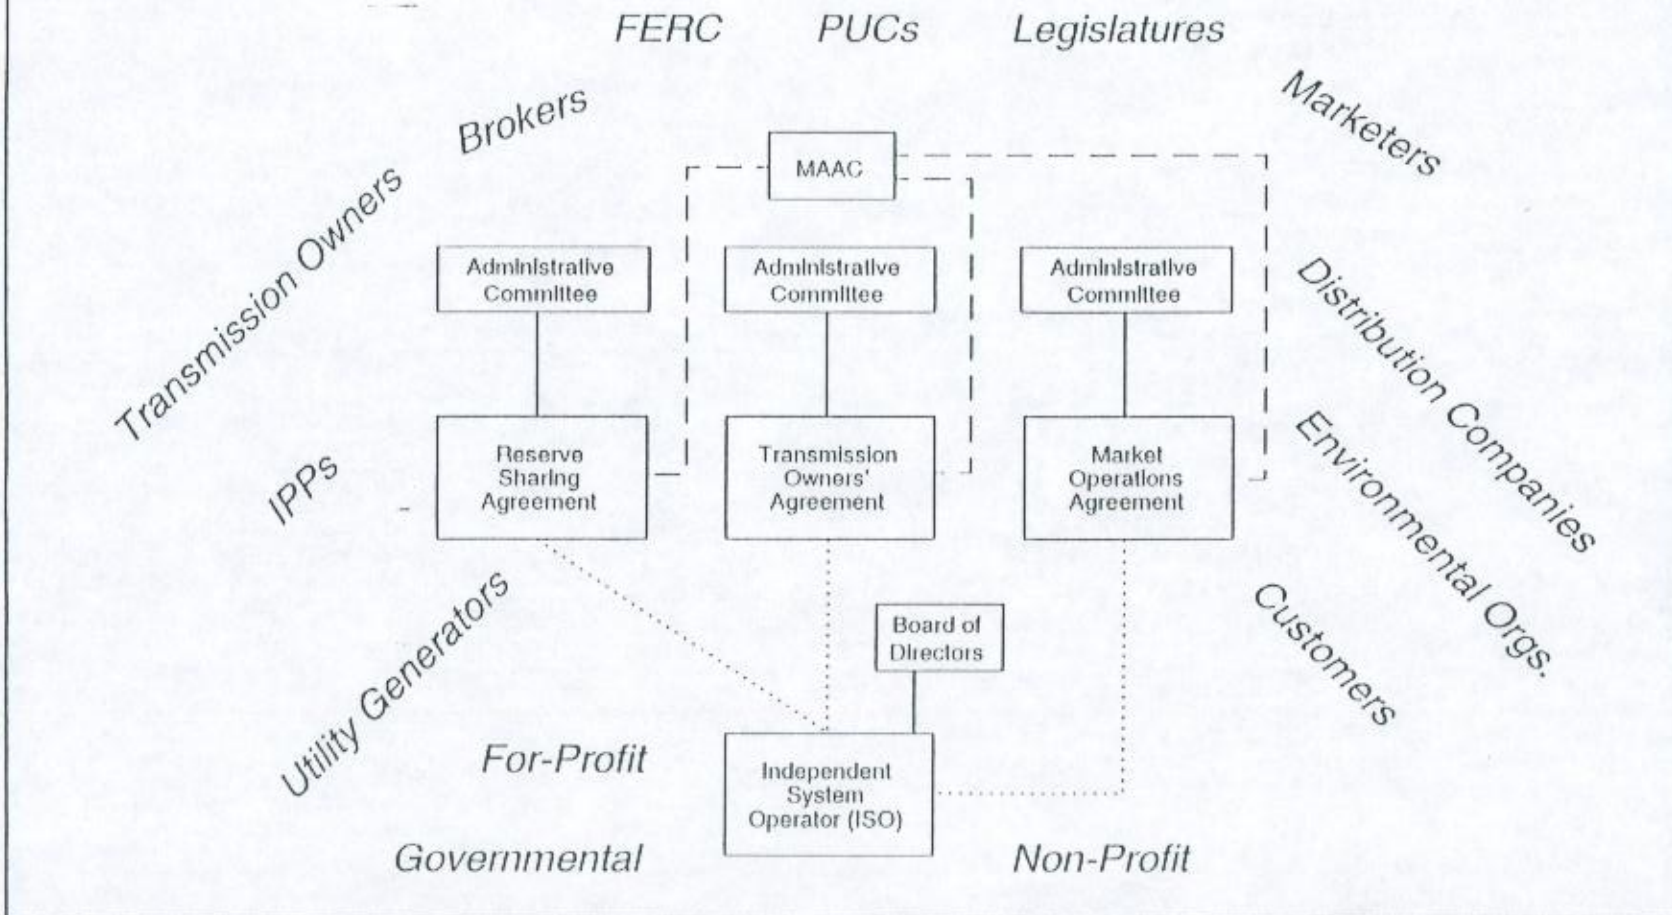 FERC PUCs Legislatures
Brokers
Marketers
Transmission Owners
MAAC
Administrative
Committee
Administrative
Committee
Administrative
Committee
Distribution Companies
IPPs
Reserve
Sharing
Agreement
Transmission
Owners'
Agreement
Market
Operations
Agreement
Environmental Orgs.
Utility Generators
Board of
Directors
Customers
For-Profit
Independent
System
Operator (ISO)
Governmental
Non-Profit